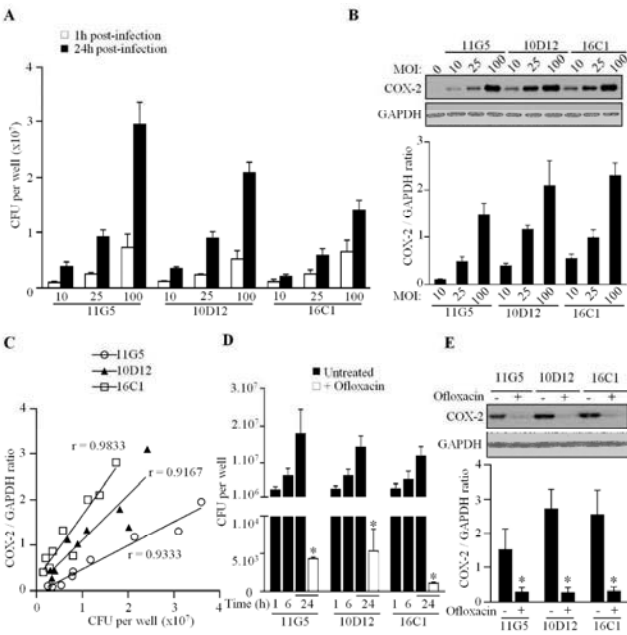 A
1h post-infection
24h post-infection
CFU per well (x10⁷)
4
3
2
1
0
10 25 100 10 25 100 10 25 100 MOI:
11G5 10D12 16C1
B
11G5 10D12 16C1
MOI: 0 10 25 100 10 25 100 10 25 100
COX-2
GAPDH
COX-2 / GAPDH ratio
3
2
1
0
MOI: 10 25 100 10 25 100 10 25 100
11G5 10D12 16C1
C
11G5
10D12
16C1
COX-2 / GAPDH ratio
4
3
2
1
0
r = 0.9833
r = 0.9167
r = 0.9333
0 1 2 3 4
CFU per well (x 10⁷)
D
Untreated
+ Ofloxacin
CFU per well
3.10⁷
2.10⁷
1.10⁷
1.10⁶
1.10⁵
5.10⁴
0
* * *
Time (h) 1 6 24 1 6 24 1 6 24
11G5 10D12 16C1
E
11G5 10D12 16C1
Ofloxacin - + - + - +
COX-2
GAPDH
COX-2 / GAPDH ratio
4
3
2
1
0
* * *
Ofloxacin - + - + - +
11G5 10D12 16C1